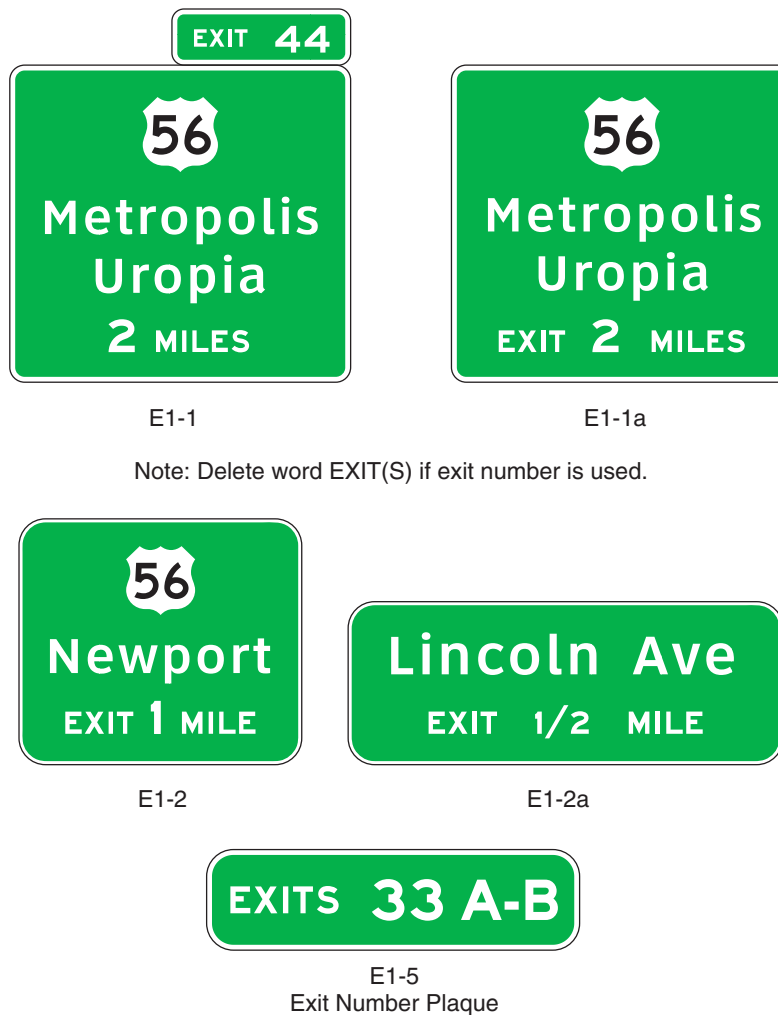 EXIT 44
56
Metropolis
Uropia
2 MILES
E1-1
56
Metropolis
Uropia
EXIT 2 MILES
E1-1a
Note: Delete word EXIT(S) if exit number is used.
56
Newport
EXIT 1 MILE
E1-2
Lincoln Ave
EXIT 1/2 MILE
E1-2a
EXITS 33 A-B
E1-5
Exit Number Plaque